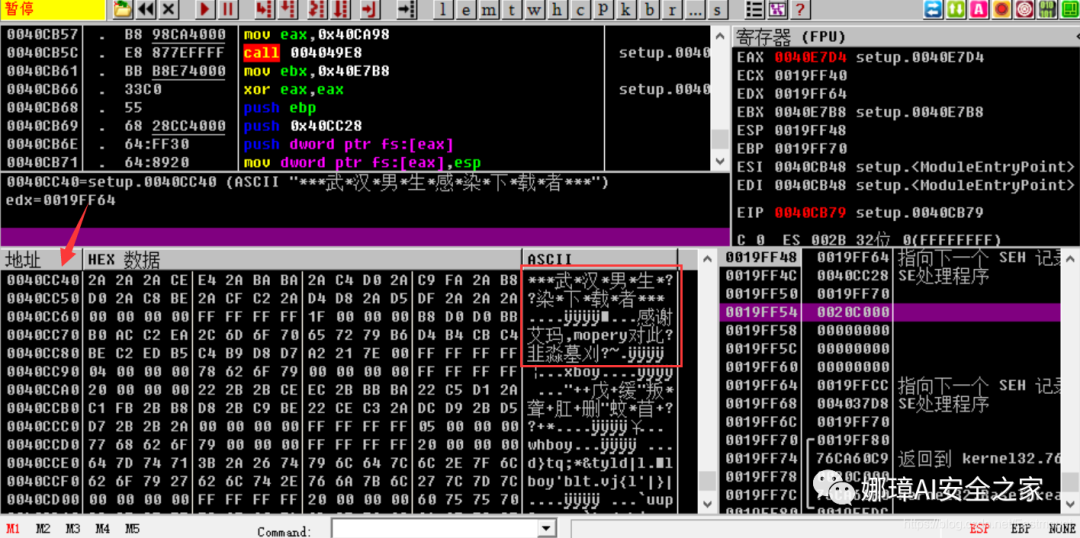 暂停
l e m t w h c p k b r ... s ?
0040CB57 . B8 98CA4000 mov eax,0x40CA98
0040CB5C . E8 877EFFFF call 004049E8 setup.0040
0040CB61 . BB B8E74000 mov ebx,0x40E7B8
0040CB66 . 33C0 xor eax,eax setup.0040
0040CB68 . 55 push ebp
0040CB69 . 68 28CC4000 push 0x40CC28
0040CB6E . 64:FF30 push dword ptr fs:[eax]
0040CB71 . 64:8920 mov dword ptr fs:[eax],esp
0040CC40=setup.0040CC40 (ASCII "***武*汉*男*生*感*染*下*载*者***")
edx=0019FF64
寄存器 (FPU)
EAX 0040E7D4 setup.0040E7D4
ECX 0019FF40
EDX 0019FF64
EBX 0040E7B8 setup.0040E7B8
ESP 0019FF48
EBP 0019FF70
ESI 0040CB48 setup.<ModuleEntryPoint>
EDI 0040CB48 setup.<ModuleEntryPoint>
EIP 0040CB79 setup.0040CB79
C 0 ES 002B 32位 0(FFFFFFFF)
地址 HEX 数据 ASCII
0040CC40 2A 2A 2A CE E4 2A BA BA 2A C4 D0 2A C9 FA 2A B8 ***武*汉*男*生*?
0040CC50 D0 2A C8 BE 2A CF C2 2A D4 D8 2A D5 DF 2A 2A 2A ?染*下*载*者***
0040CC60 00 00 00 00 FF FF FF FF 1F 00 00 00 B8 D0 D0 BB ....ÿÿÿÿ■...感谢
0040CC70 B0 AC C2 EA 2C 6D 6F 70 65 72 79 B6 D4 B4 CB C4 艾玛,mopery对此?
0040CC80 BE C2 ED B5 C4 B9 D8 D7 A2 21 7E 00 FF FF FF FF 韭淼墓刈?~.ÿÿÿÿ
0040CC90 04 00 00 00 78 62 6F 79 00 00 00 00 FF FF FF FF ...xboy....ÿÿÿÿ
0040CCA0 20 00 00 00 22 2B 2B CE EC 2B BB BA 22 C5 D1 2A ..."++戊+缓"叛*
0040CCB0 C1 FB 2B B8 D8 2B C9 BE 22 CE C3 2A DC D9 2B D5 聋+肛+删"蚊*苜+?
0040CCC0 D7 2B 2B 2A 00 00 00 00 FF FF FF FF 05 00 00 00 ?++*....ÿÿÿÿ...
0040CCD0 77 68 62 6F 79 00 00 00 FF FF FF FF 20 00 00 00 whboy...ÿÿÿÿ ...
0040CCE0 64 7D 74 71 3B 2A 26 74 79 6C 64 7C 6C 2E 7F 6C d}tq;*&tyld|l.■l
0040CCF0 62 6F 79 27 62 6C 74 2E 76 6A 7B 6C 27 7C 7D 7C boy'blt.vj{l'|}|
0040CD00 00 00 00 00 FF FF FF FF 20 00 00 00 60 75 75 70 ....ÿÿÿÿ ...`uup
0019FF48 0019FF64 指向下一个 SEH 记录
0019FF4C 0040CC28 SE处理程序
0019FF50 0019FF70
0019FF54 0020C000
0019FF58 00000000
0019FF5C 00000000
0019FF60 00000000
0019FF64 0019FFCC 指向下一个 SEH 记录
0019FF68 004037D8 SE处理程序
0019FF6C 0019FF70
0019FF70 0019FF80
0019FF74 76CA60C9 返回到 kernel32.76
0019FF78
0019FF7C
娜璋AI安全之家
M1 M2 M3 M4 M5 Command: ESP EBP NONE